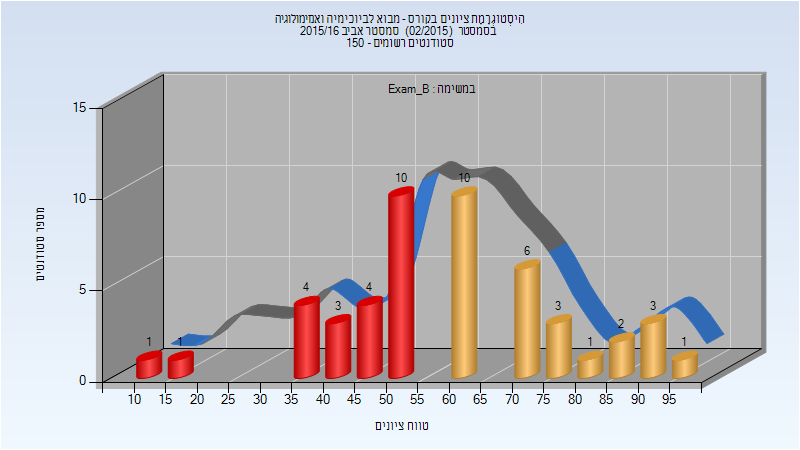 היסטוגרמת ציונים בקורס - מבוא לביוכימיה ואנזימולוגיה
בסמסטר (02/2015) סמסטר אביב 2015/16
סטודנטים רשומים - 150
במשימה : Exam_B
מספר סטודנטים
15
10
5
0
1
1
4
3
4
10
10
6
3
1
2
3
1
10 15 20 25 30 35 40 45 50 55 60 65 70 75 80 85 90 95
טווח ציונים